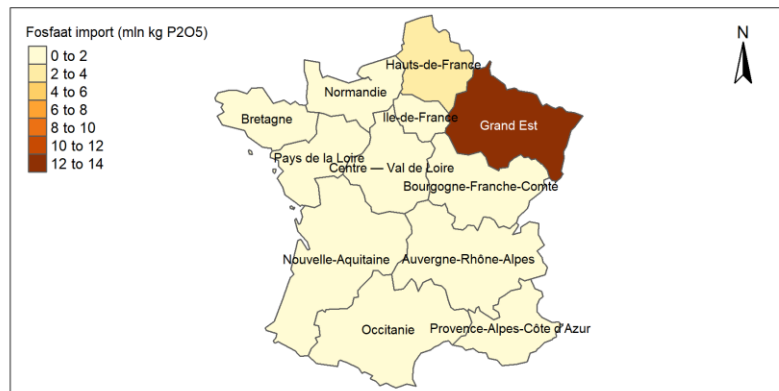 Fosfaat import (mln kg P2O5)
0 to 2
2 to 4
4 to 6
6 to 8
8 to 10
10 to 12
12 to 14
N
Hauts-de-France
Normandie
Bretagne
Ile-de-France
Grand Est
Pays de la Loire
Centre — Val de Loire
Bourgogne-Franche-Comté
Nouvelle-Aquitaine
Auvergne-Rhône-Alpes
Occitanie
Provence-Alpes-Côte d'Azur